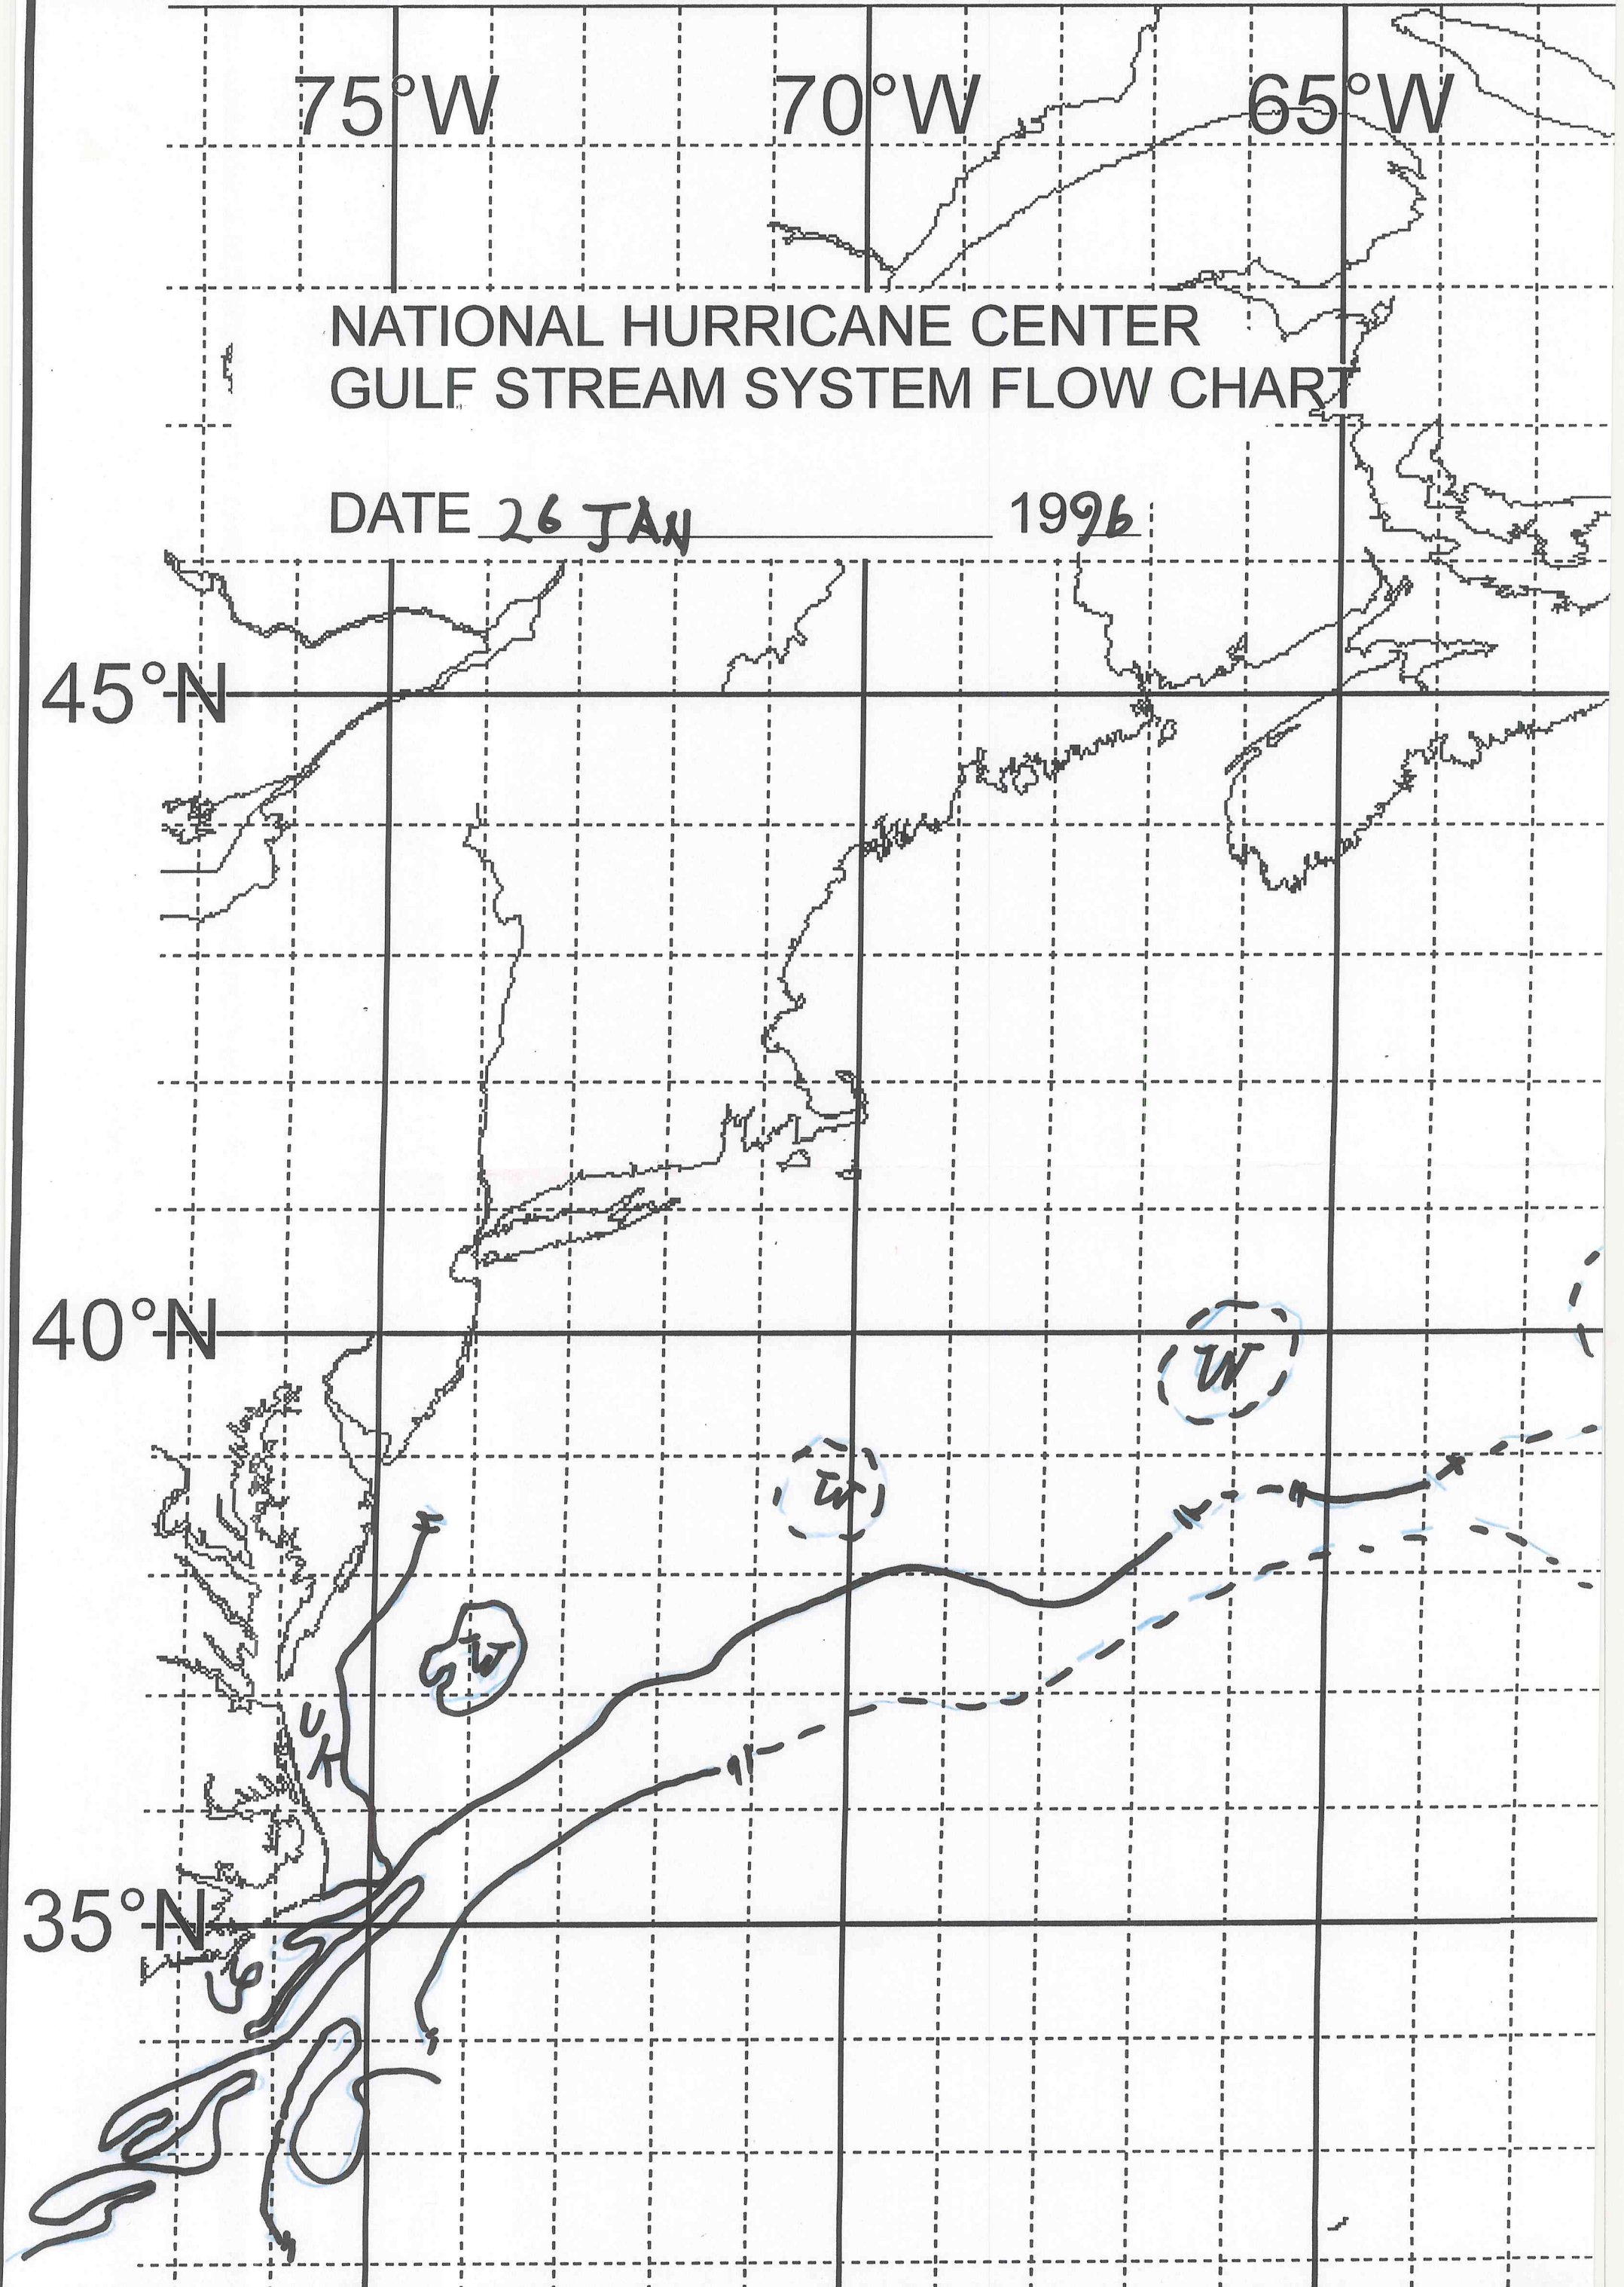 75°W 70°W 65°W
NATIONAL HURRICANE CENTER
GULF STREAM SYSTEM FLOW CHART
DATE 26 JAN 1996
45°N
40°N
W
W
W
35°N